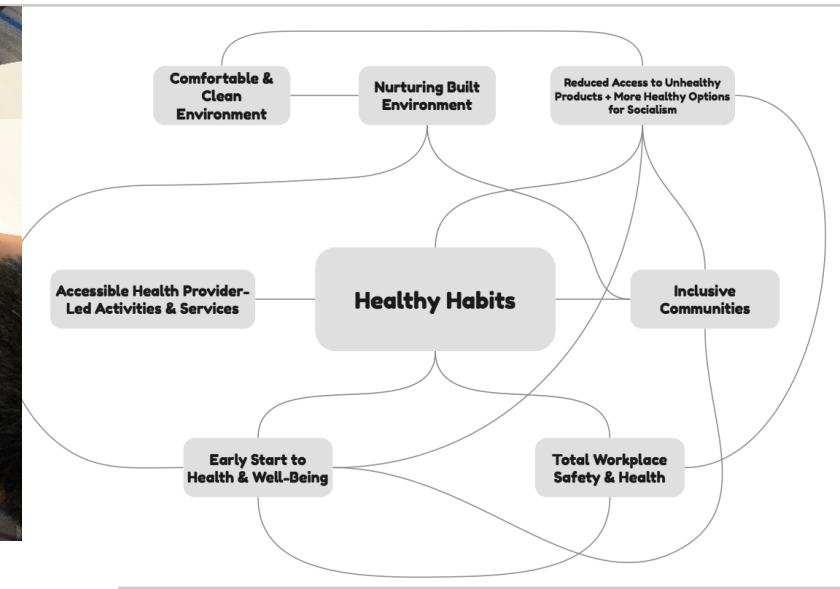 Comfortable &
Clean
Environment
Nurturing Built
Environment
Reduced Access to Unhealthy
Products + More Healthy Options
for Socialism
Accessible Health Provider-
Led Activities & Services
Healthy Habits
Inclusive
Communities
Early Start to
Health & Well-Being
Total Workplace
Safety & Health